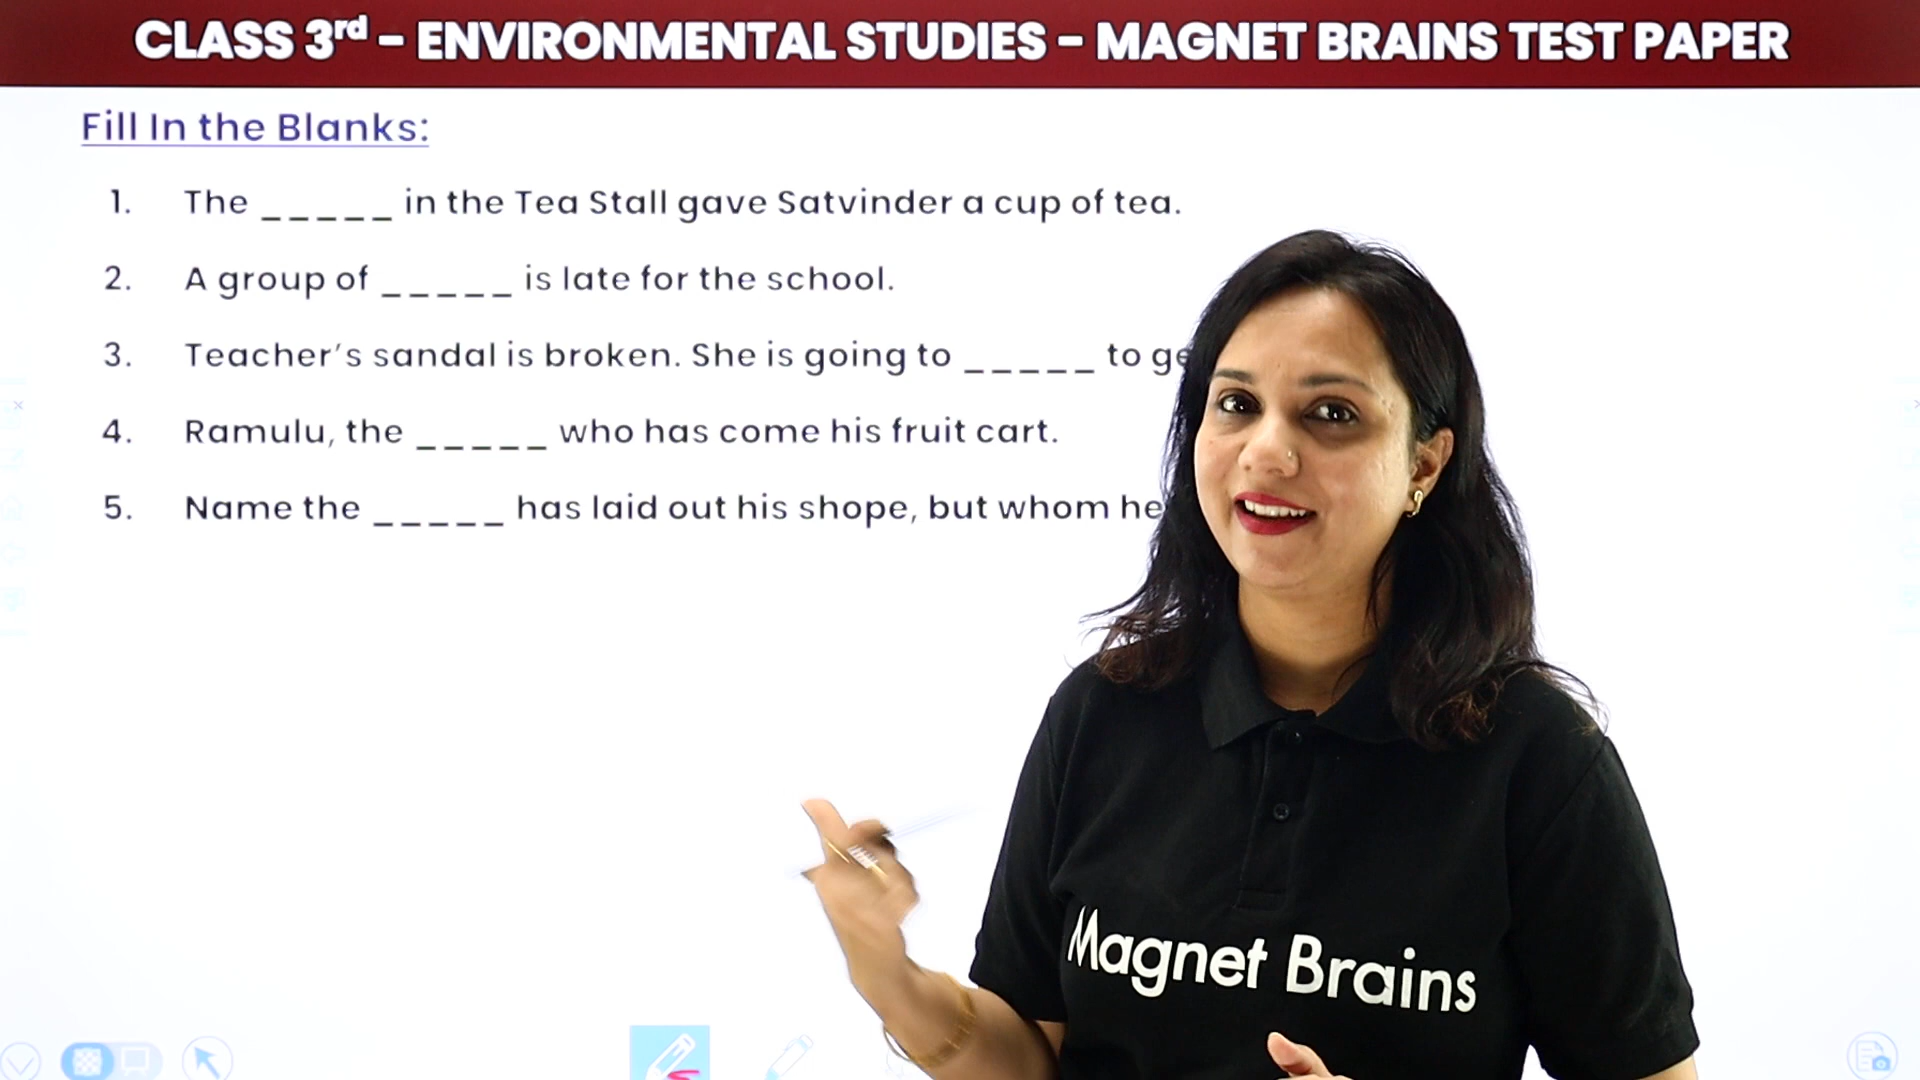 CLASS 3rd - ENVIRONMENTAL STUDIES - MAGNET BRAINS TEST PAPER
Fill In the Blanks:
1. The _____ in the Tea Stall gave Satvinder a cup of tea.
2. A group of _____ is late for the school.
3. Teacher's sandal is broken. She is going to _____ to
4. Ramulu, the _____ who has come his fruit cart.
5. Name the _____ has laid out his shope, but whom he
Magnet Brains